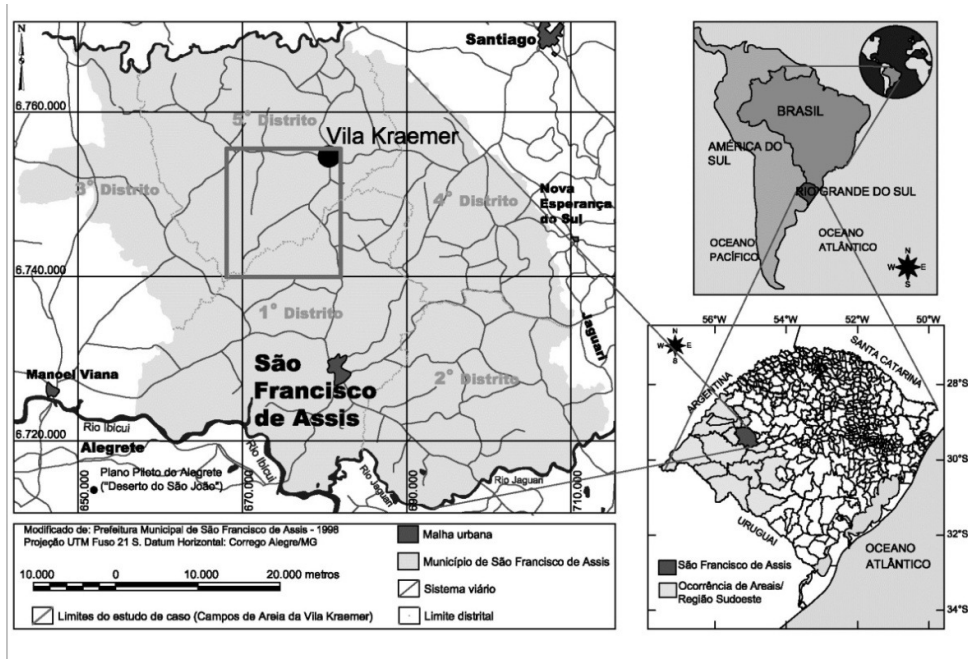 N
S
Santiago
6.760.000
5° Distrito
Vila Kraemer
3° Distrito
4° Distrito
Nova
Esperança
do Sul
6.740.000
1° Distrito
Jaguari
São
Francisco
de Assis
2° Distrito
Manoel Viana
Rio Ibicuí
6.720.000
Alegrete
Plano Piloto de Alegrete
("Deserto do São João")
Rio Ibicuí
Rio Jaguari
Rio Jaguari
650.000
670.000
690.000
710.000
Modificado de: Prefeitura Municipal de São Francisco de Assis - 1998
Projeção UTM Fuso 21 S. Datum Horizontal: Corrego Alegre/MG
10.000
0
10.000
20.000 metros
Limites do estudo de caso (Campos de Areia da Vila Kraemer)
Malha urbana
Município de São Francisco de Assis
Sistema viário
Limite distrital
BRASIL
AMÉRICA DO
SUL
RIO GRANDE DO SUL
OCEANO
PACÍFICO
OCEANO
ATLÂNTICO
N
W
E
S
56°W
54°W
52°W
50°W
N
W
E
S
SANTA CATARINA
ARGENTINA
28°S
30°S
32°S
34°S
URUGUAI
OCEANO
ATLÂNTICO
São Francisco de Assis
Ocorrência de Areais/
Região Sudoeste